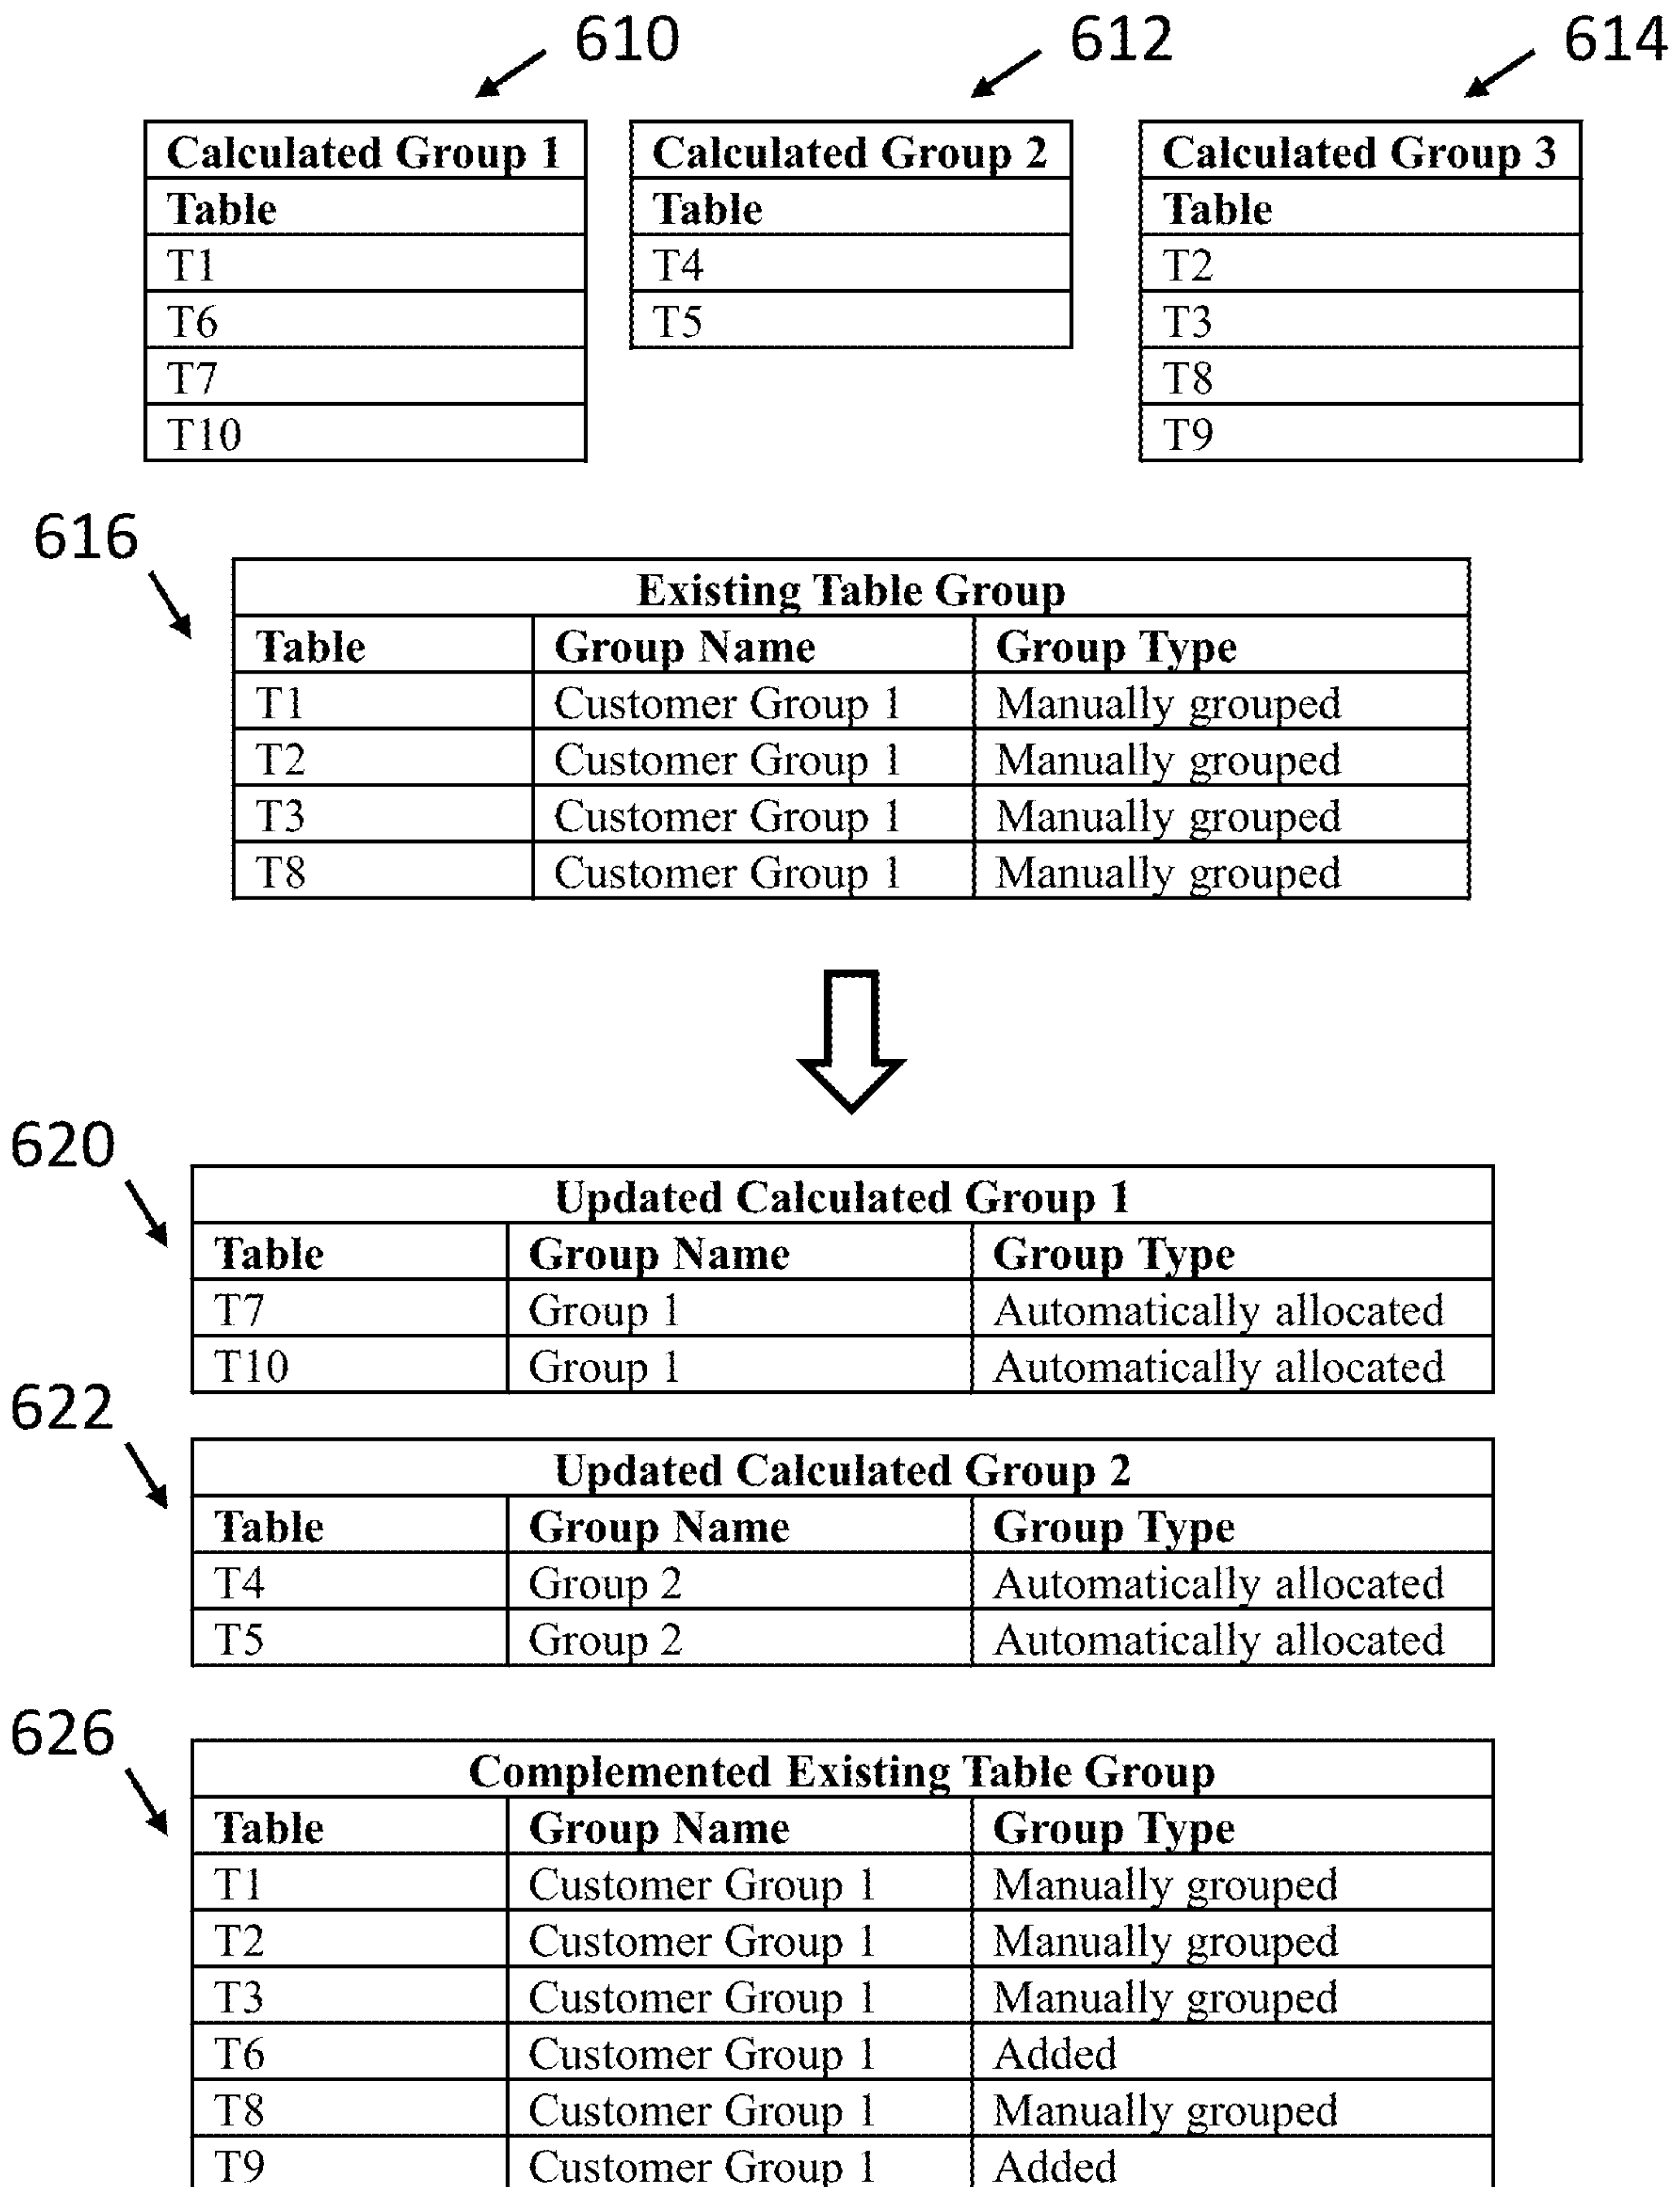 610 612 614
Calculated Group 1 Calculated Group 2 Calculated Group 3
Table Table Table
T1 T4 T2
T6 T5 T3
T7 T8
T10 T9
616
Existing Table Group
Table Group Name Group Type
T1 Customer Group 1 Manually grouped
T2 Customer Group 1 Manually grouped
T3 Customer Group 1 Manually grouped
T8 Customer Group 1 Manually grouped
620
Updated Calculated Group 1
Table Group Name Group Type
T7 Group 1 Automatically allocated
T10 Group 1 Automatically allocated
622
Updated Calculated Group 2
Table Group Name Group Type
T4 Group 2 Automatically allocated
T5 Group 2 Automatically allocated
626
Complemented Existing Table Group
Table Group Name Group Type
T1 Customer Group 1 Manually grouped
T2 Customer Group 1 Manually grouped
T3 Customer Group 1 Manually grouped
T6 Customer Group 1 Added
T8 Customer Group 1 Manually grouped
T9 Customer Group 1 Added